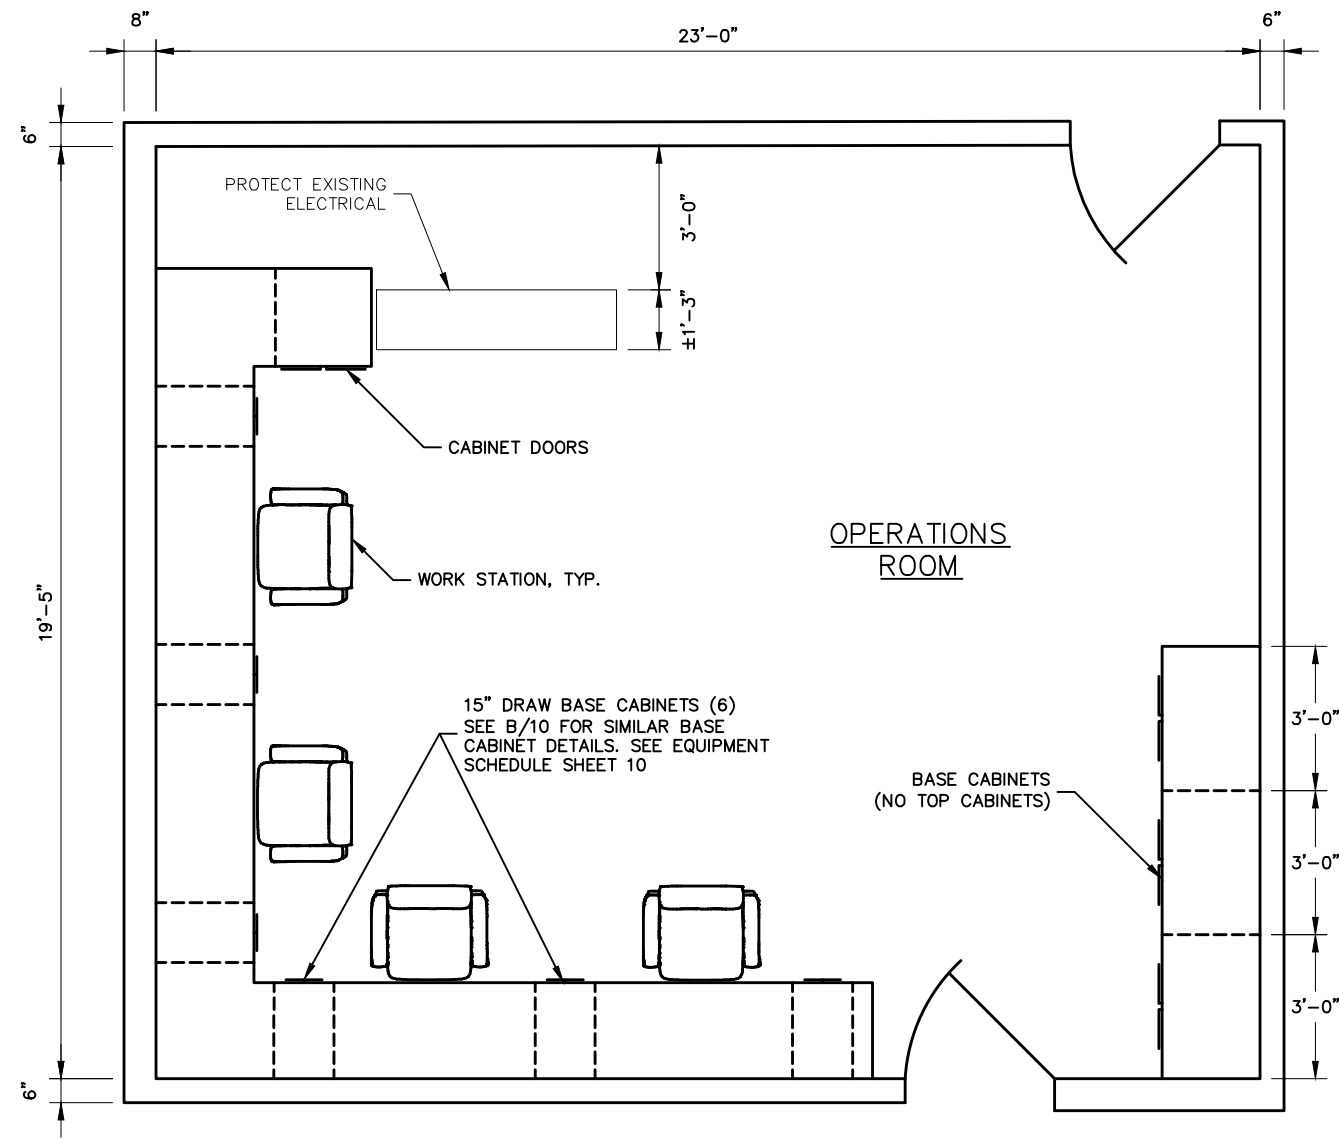 8"
23'-0"
6"
6"
PROTECT EXISTING
ELECTRICAL
3'-0"
±1'-3"
CABINET DOORS
OPERATIONS
ROOM
WORK STATION, TYP.
19'-5"
15" DRAW BASE CABINETS (6)
SEE B/10 FOR SIMILAR BASE
CABINET DETAILS. SEE EQUIPMENT
SCHEDULE SHEET 10
3'-0"
BASE CABINETS
(NO TOP CABINETS)
3'-0"
3'-0"
6"